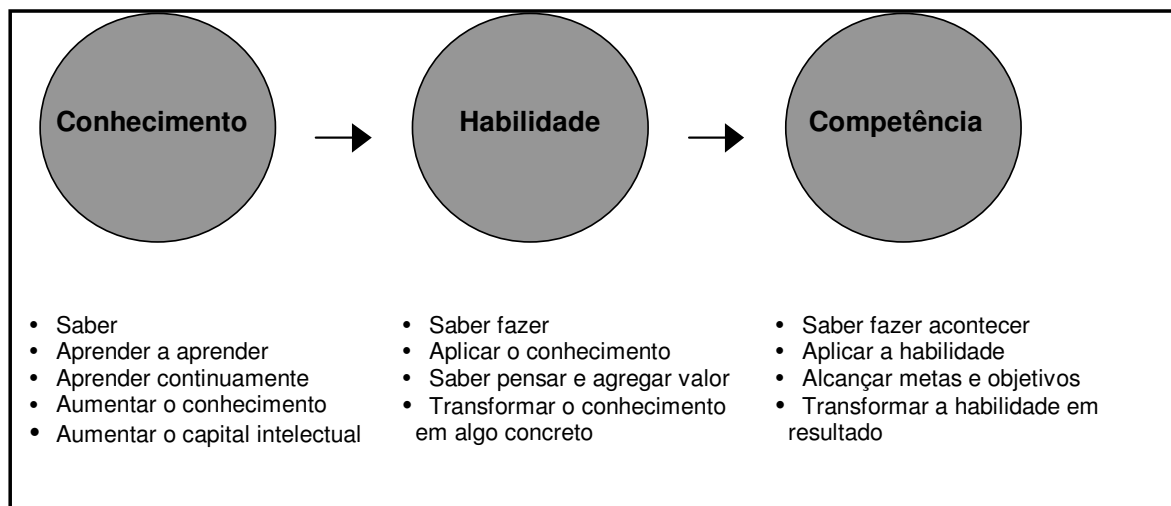 Conhecimento
Habilidade
Competência
• Saber
• Aprender a aprender
• Aprender continuamente
• Aumentar o conhecimento
• Aumentar o capital intelectual
• Saber fazer
• Aplicar o conhecimento
• Saber pensar e agregar valor
• Transformar o conhecimento
em algo concreto
• Saber fazer acontecer
• Aplicar a habilidade
• Alcançar metas e objetivos
• Transformar a habilidade em
resultado